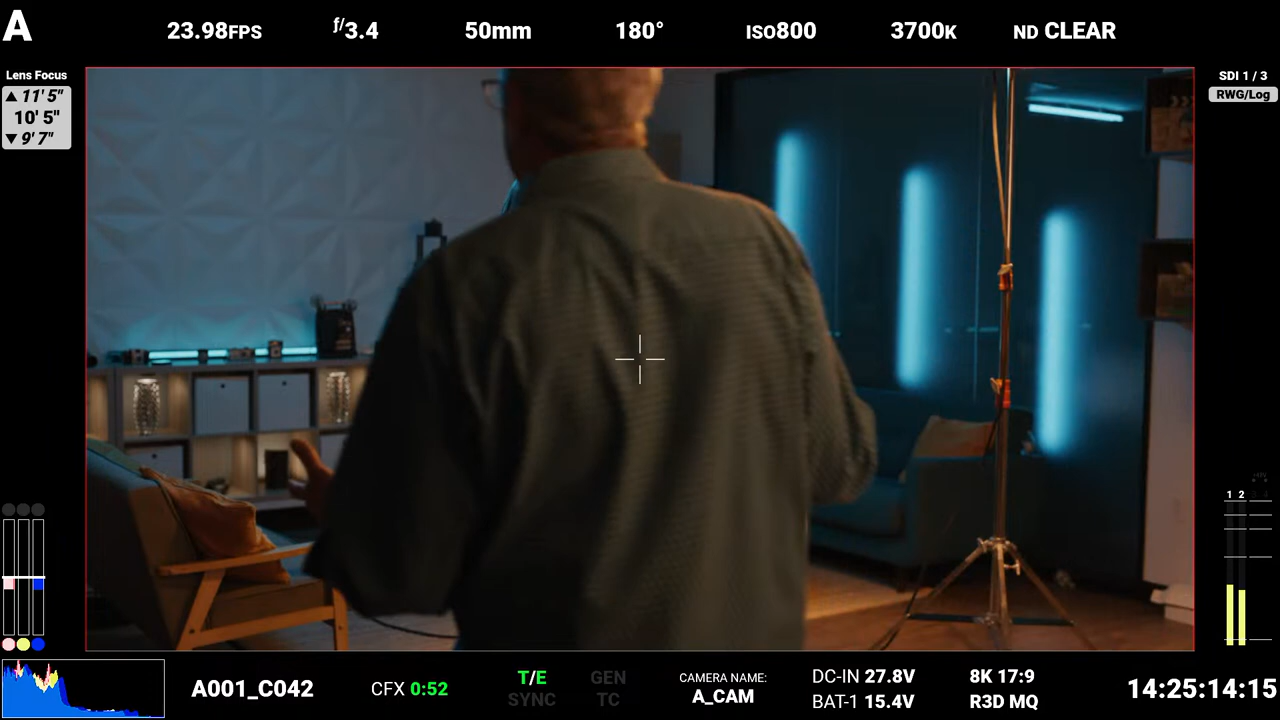 A
23.98FPS
ƒ/3.4
50mm
180°
ISO800
3700K
ND CLEAR
Lens Focus
▲ 11' 5"
10' 5"
▼ 9' 7"
SDI 1 / 3
RWG/Log
1 2
A001_C042
CFX 0:52
T/E
SYNC
GEN
TC
CAMERA NAME:
A_CAM
DC-IN 27.8V
BAT-1 15.4V
8K 17:9
R3D MQ
14:25:14:15